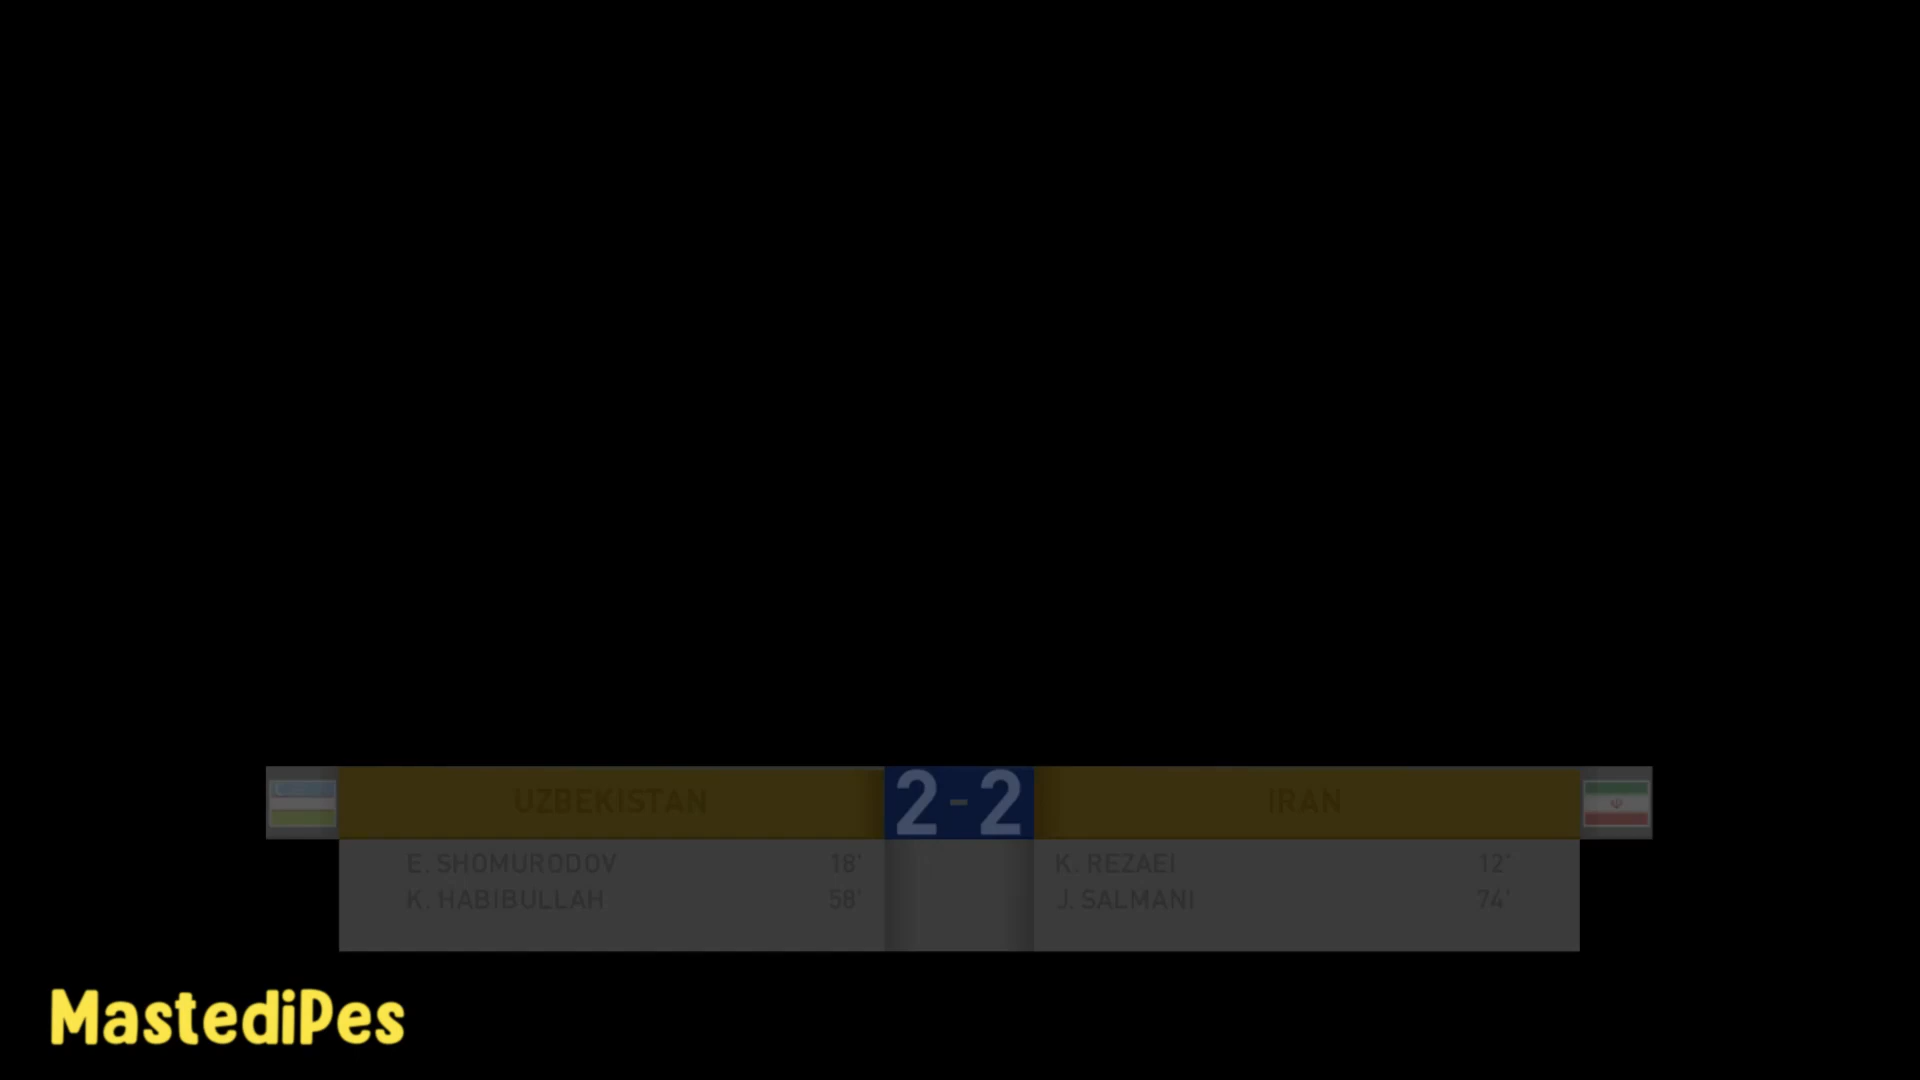 UZBEKISTAN 2 - 2 IRAN
E. SHOMURODOV 18' K. REZAEI 12'
K. HABIBULLAH 58' J. SALMANI 74'
MastediPes